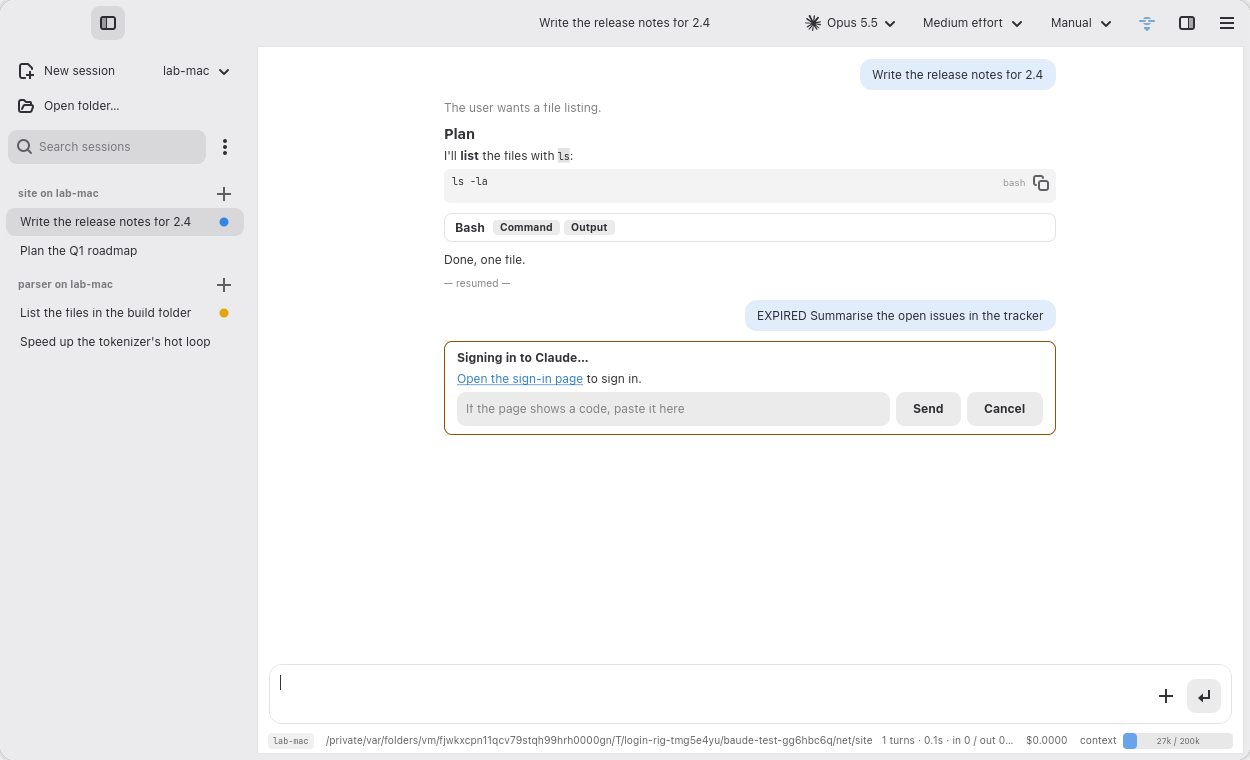 Write the release notes for 2.4
Opus 5.5
Medium effort
Manual
New session
lab-mac
Open folder...
Search sessions
site on lab-mac
Write the release notes for 2.4
Plan the Q1 roadmap
parser on lab-mac
List the files in the build folder
Speed up the tokenizer's hot loop
Write the release notes for 2.4
The user wants a file listing.
Plan
I'll list the files with ls:
ls -la
bash
Bash Command Output
Done, one file.
— resumed —
EXPIRED Summarise the open issues in the tracker
Signing in to Claude...
Open the sign-in page to sign in.
If the page shows a code, paste it here
Send
Cancel
lab-mac /private/var/folders/vm/fjwkxcpn11qcv79stqh99hrh0000gn/T/login-rig-tmg5e4yu/baude-test-gg6hbc6q/net/site 1 turns · 0.1s · in 0 / out 0... $0.0000 context 27k / 200k